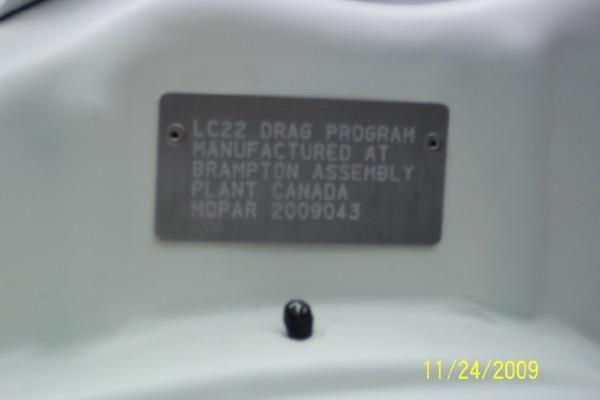 LC22 DRAG PROGRAM
MANUFACTURED AT
BRAMPTON ASSEMBLY
PLANT CANADA
MOPAR 2009043
11/24/2009